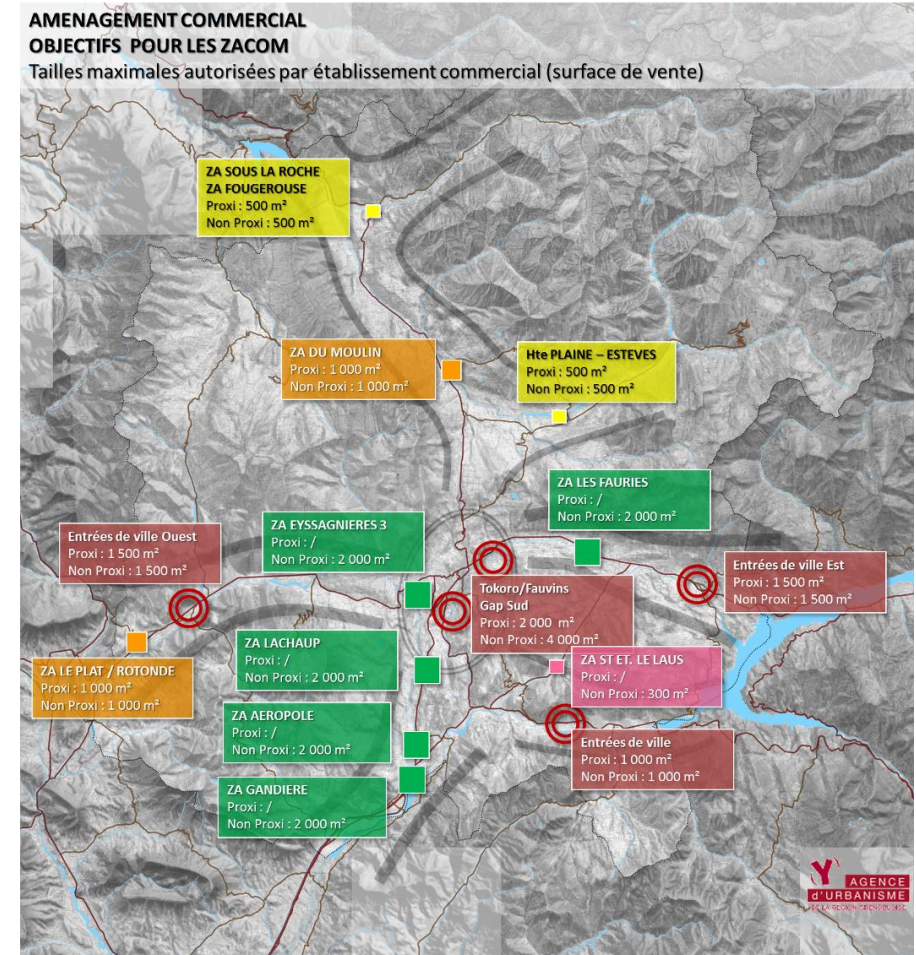 AMENAGEMENT COMMERCIAL
OBJECTIFS POUR LES ZACOM
Tailles maximales autorisées par établissement commercial (surface de vente)
ZA SOUS LA ROCHE
ZA FOUGEROUSE
Proxi : 500 m²
Non Proxi : 500 m²
ZA DU MOULIN
Proxi : 1 000 m²
Non Proxi : 1 000 m²
Hte PLAINE – ESTEVES
Proxi : 500 m²
Non Proxi : 500 m²
ZA LES FAURIES
Proxi : /
Non Proxi : 2 000 m²
ZA EYSSAGNIERES 3
Proxi : /
Non Proxi : 2 000 m²
Entrées de ville Ouest
Proxi : 1 500 m²
Non Proxi : 1 500 m²
Entrées de ville Est
Proxi : 1 500 m²
Non Proxi : 1 500 m²
Tokoro/Fauvins
Gap Sud
Proxi : 2 000 m²
Non Proxi : 4 000 m²
ZA LACHAUP
Proxi : /
Non Proxi : 2 000 m²
ZA ST ET. LE LAUS
Proxi : /
Non Proxi : 300 m²
ZA LE PLAT / ROTONDE
Proxi : 1 000 m²
Non Proxi : 1 000 m²
ZA AEROPOLE
Proxi : /
Non Proxi : 2 000 m²
Entrées de ville
Proxi : 1 000 m²
Non Proxi : 1 000 m²
ZA GANDIERE
Proxi : /
Non Proxi : 2 000 m²
AGENCE
d'URBANISME
DE LA RÉGION GRENOBLOISE